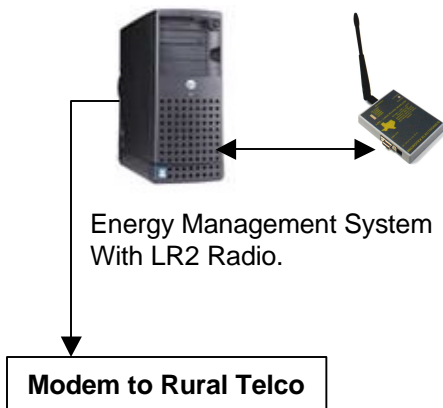 Energy Management System
With LR2 Radio.
Modem to Rural Telco